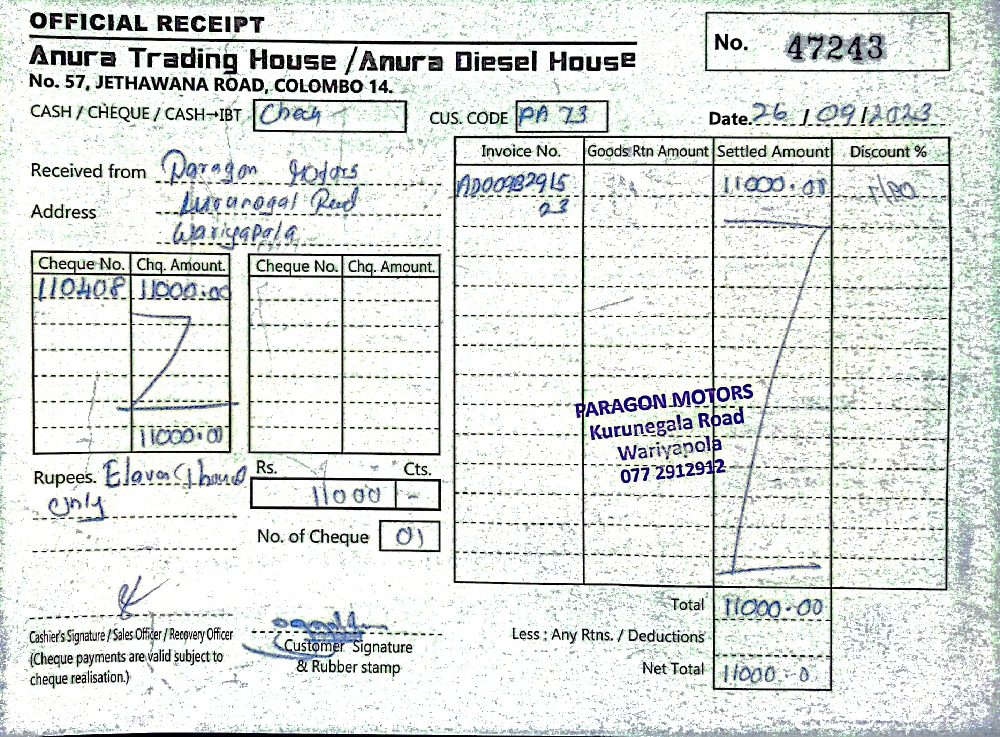 OFFICIAL RECEIPT
Anura Trading House / Anura Diesel House
No. 57, JETHAWANA ROAD, COLOMBO 14.
No. 47243
CASH / CHEQUE / CASH→IBT Check
CUS. CODE PA 73
Date. 26 / 09 / 2023
Received from Paragon Motors
Address Kurunagal Road
Wariyapola
Cheque No. Chq. Amount.
110408 11000.00
11000.00
Cheque No. Chq. Amount.
Invoice No. Goods Rtn Amount Settled Amount Discount %
11000.00
23
PARAGON MOTORS
Kurunegala Road
Wariyapola
077 2912912
Rupees. Elaven
only
Rs. Cts.
11000 -
No. of Cheque 01
Total 11000.00
Less : Any Rtns. / Deductions
Net Total 11000.0
Cashier's Signature / Sales Officer / Recovery Officer
(Cheque payments are valid subject to
cheque realisation.)
Customer Signature
& Rubber stamp